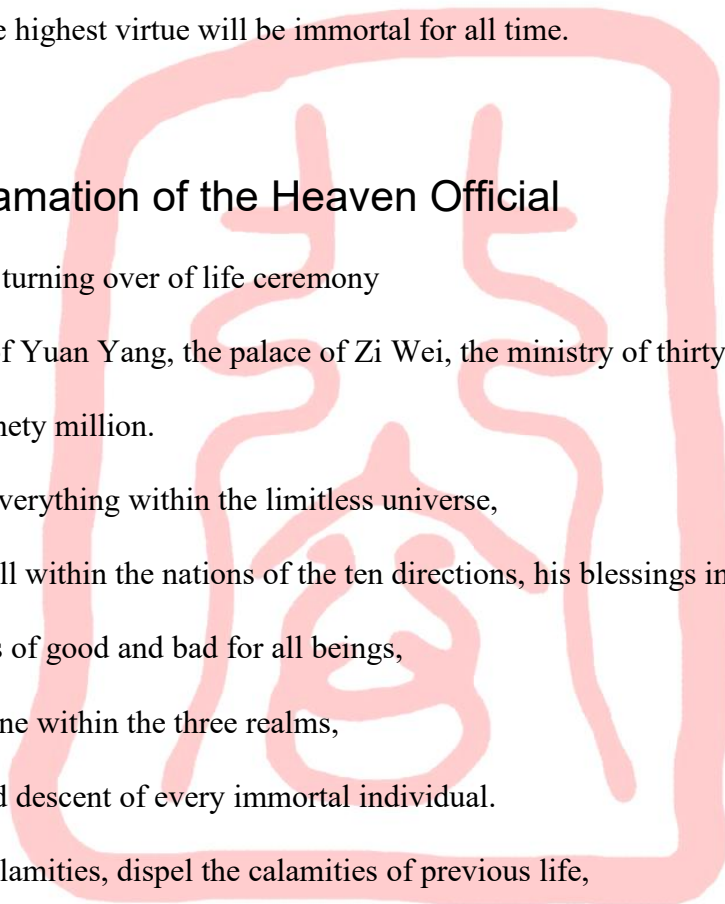 e highest virtue will be immortal for all time.
amation of the Heaven Official
turning over of life ceremony
f Yuan Yang, the palace of Zi Wei, the ministry of thirty
nety million.
verything within the limitless universe,
ll within the nations of the ten directions, his blessings in
s of good and bad for all beings,
ne within the three realms,
d descent of every immortal individual.
lamities, dispel the calamities of previous life,